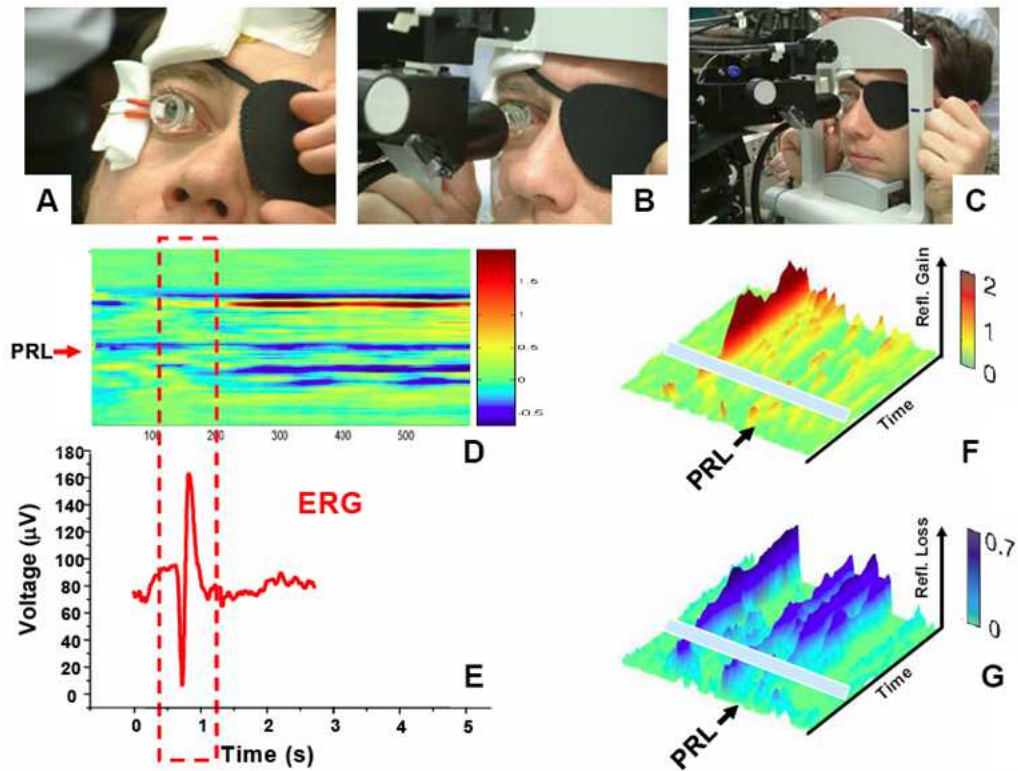 A
B
C
PRL
1.5
1
0.5
0
-0.5
100 200 300 400 500
D
Refl. Gain
2
1
0
Time
PRL
F
180
160
140
120
100
80
60
40
20
0
Voltage (µV)
ERG
E
0 1 2 3 4 5
Time (s)
Refl. Loss
0.7
0
Time
PRL
G